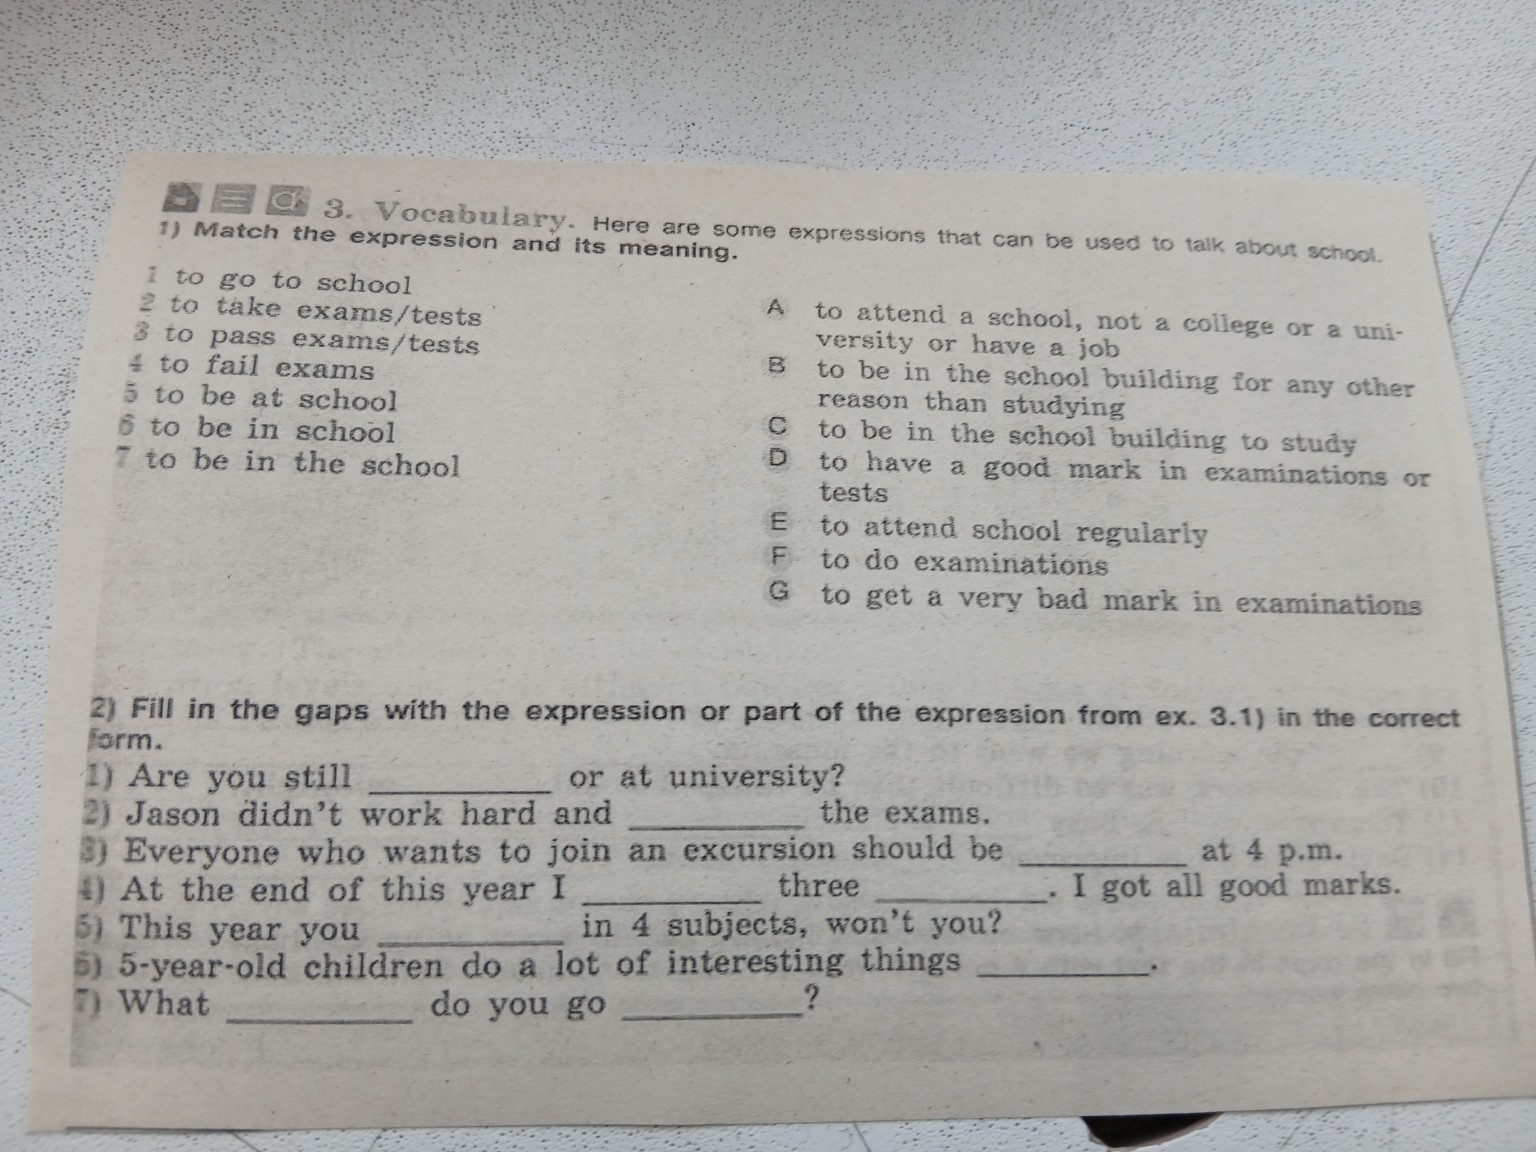 3. Vocabulary. Here are some expressions that can be used to talk about school.
1) Match the expression and its meaning.
1 to go to school
2 to take exams/tests
3 to pass exams/tests
4 to fail exams
5 to be at school
6 to be in school
7 to be in the school
A to attend a school, not a college or a uni-
versity or have a job
B to be in the school building for any other
reason than studying
C to be in the school building to study
D to have a good mark in examinations or
tests
E to attend school regularly
F to do examinations
G to get a very bad mark in examinations
2) Fill in the gaps with the expression or part of the expression from ex. 3.1) in the correct
form.
1) Are you still __________ or at university?
2) Jason didn't work hard and __________ the exams.
3) Everyone who wants to join an excursion should be __________ at 4 p.m.
4) At the end of this year I __________ three __________. I got all good marks.
5) This year you __________ in 4 subjects, won't you?
6) 5-year-old children do a lot of interesting things __________.
7) What __________ do you go __________?